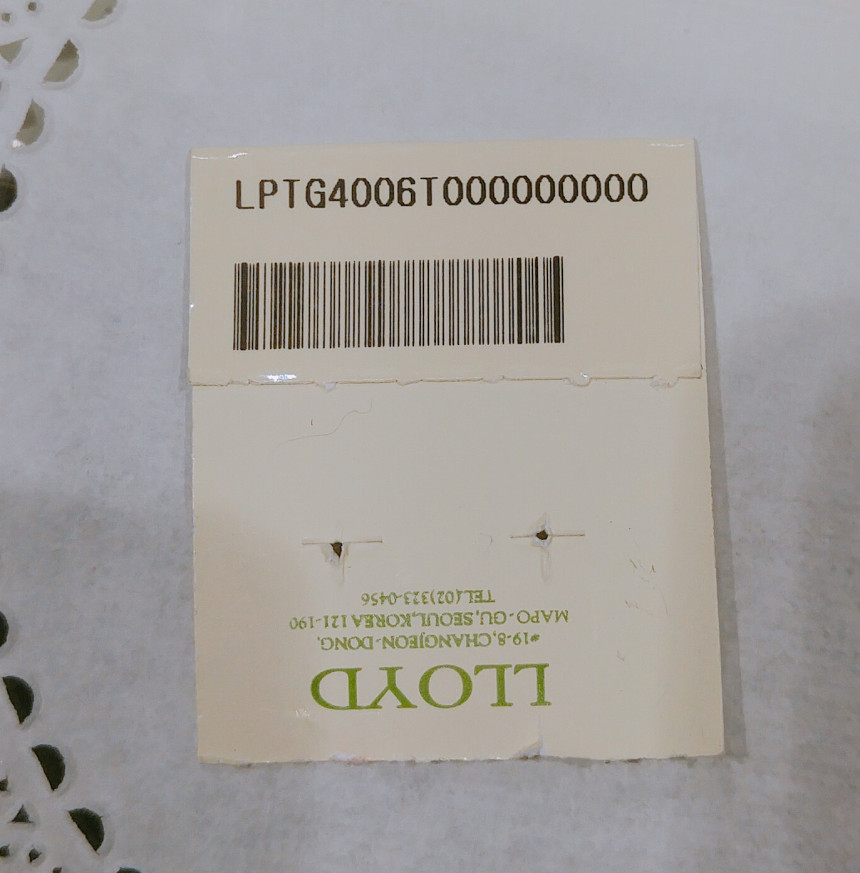 LPTG4006T000000000
LLOYD
#19-8,CHANGJEON-DONG,
MAPO-GU,SEOUL,KOREA 121-190
TEL,(02)323-0456